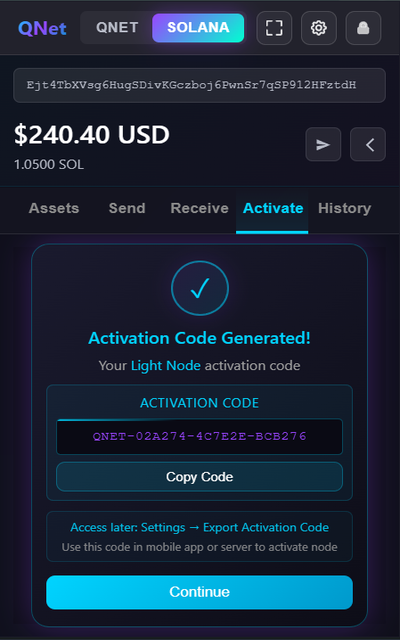 QNet QNET SOLANA
Ejt4TbXVsg6HugSDivKGczboj6PwnSr7qSP912HFztdH
$240.40 USD
1.0500 SOL
Assets Send Receive Activate History
Activation Code Generated!
Your Light Node activation code
ACTIVATION CODE
QNET-02A274-4C7E2E-BCB276
Copy Code
Access later: Settings → Export Activation Code
Use this code in mobile app or server to activate node
Continue